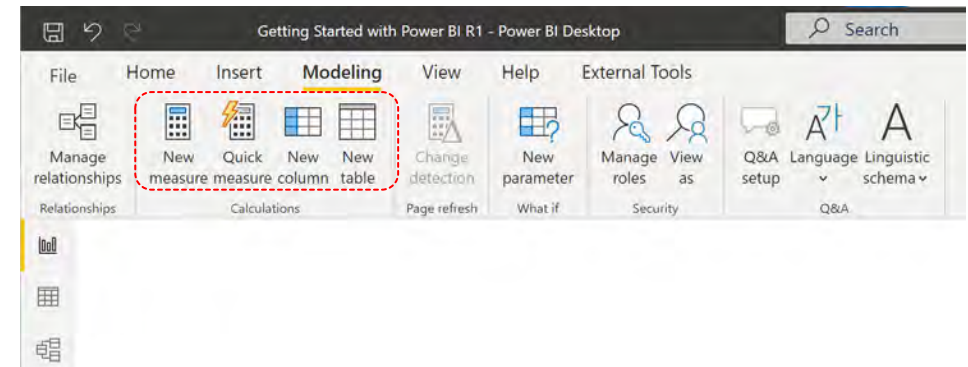 Getting Started with Power BI R1 - Power BI Desktop
Search
File Home Insert Modeling View Help External Tools
Manage relationships
New measure
Quick measure
New column
New table
Change detection
New parameter
Manage roles
View as
Q&A setup
Language
Linguistic schema
Relationships Calculations Page refresh What if Security Q&A